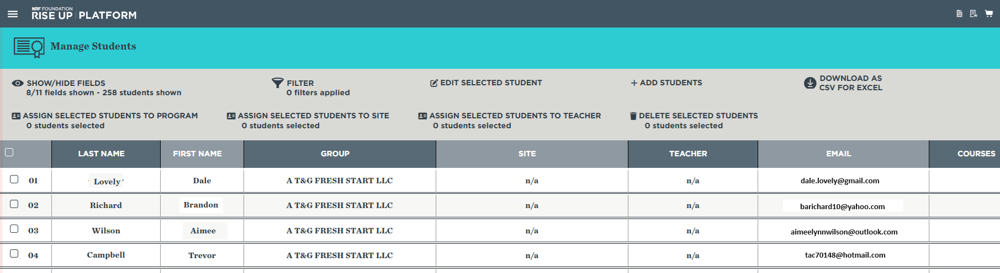 NRF FOUNDATION
RISE UP PLATFORM
Manage Students
SHOW/HIDE FIELDS
8/11 fields shown - 258 students shown
FILTER
0 filters applied
EDIT SELECTED STUDENT
+ ADD STUDENTS
DOWNLOAD AS
CSV FOR EXCEL
ASSIGN SELECTED STUDENTS TO PROGRAM
0 students selected
ASSIGN SELECTED STUDENTS TO SITE
0 students selected
ASSIGN SELECTED STUDENTS TO TEACHER
0 students selected
DELETE SELECTED STUDENTS
0 students selected
LAST NAME FIRST NAME GROUP SITE TEACHER EMAIL COURSES
01 Lovely Dale A T&G FRESH START LLC n/a n/a dale.lovely@gmail.com
02 Richard Brandon A T&G FRESH START LLC n/a n/a barichard10@yahoo.com
03 Wilson Aimee A T&G FRESH START LLC n/a n/a aimeelynnwilson@outlook.com
04 Campbell Trevor A T&G FRESH START LLC n/a n/a tac70148@hotmail.com